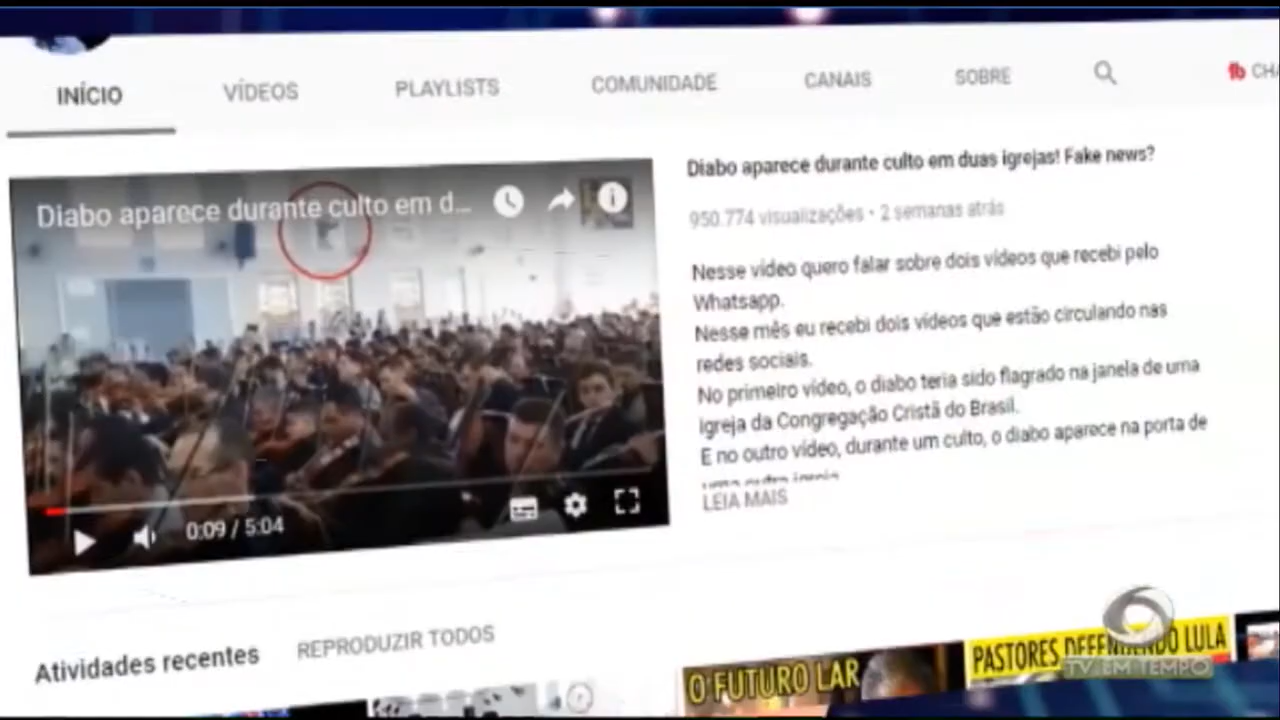 INÍCIO VÍDEOS PLAYLISTS COMUNIDADE CANAIS SOBRE
Diabo aparece durante culto em d...
0:09 / 5:04
Diabo aparece durante culto em duas igrejas! Fake news?
950.774 visualizações • 2 semanas atrás
Nesse vídeo quero falar sobre dois vídeos que recebi pelo
Whatsapp.
Nesse mês eu recebi dois vídeos que estão circulando nas
redes sociais.
No primeiro vídeo, o diabo teria sido flagrado na janela de uma
igreja da Congregação Cristã do Brasil.
E no outro vídeo, durante um culto, o diabo aparece na porta de
uma outra igreja
LEIA MAIS
Atividades recentes REPRODUZIR TODOS
O FUTURO LAR
PASTORES DEFENDENDO LULA
TV EM TEMPO